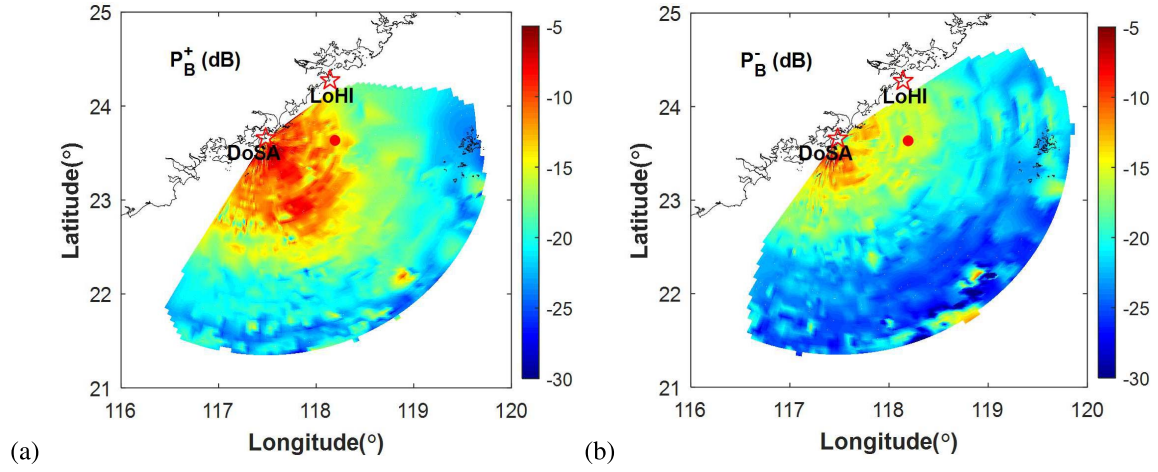 P_B^+ (dB)
LoHI
DoSA
Latitude(°)
25
24
23
22
21
116
117
118
119
120
Longitude(°)
-5
-10
-15
-20
-25
-30
(a)
P_B^- (dB)
LoHI
DoSA
Latitude(°)
25
24
23
22
21
116
117
118
119
120
Longitude(°)
-5
-10
-15
-20
-25
-30
(b)